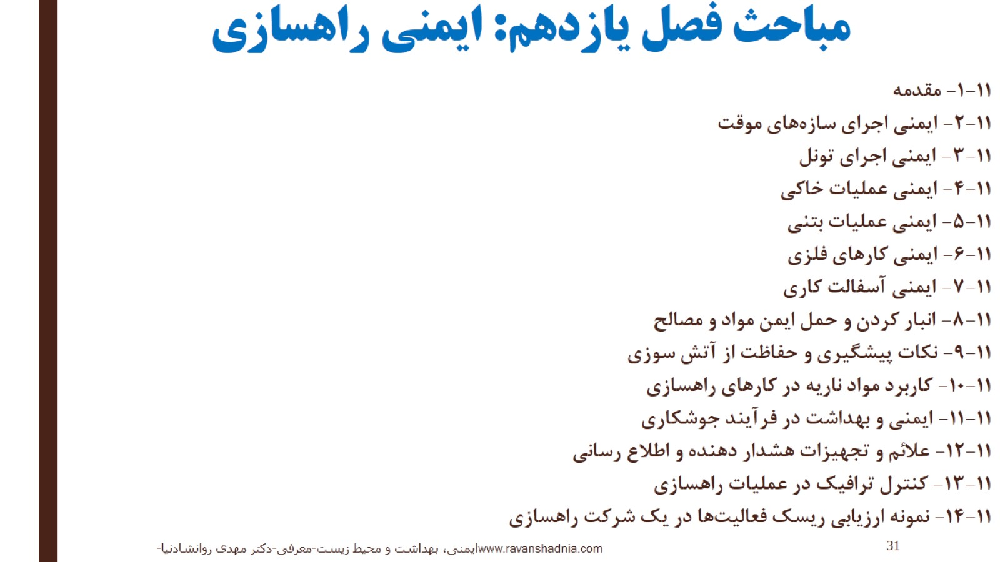 مباحث فصل یازدهم: ایمنی راهسازی
۱۱-۱- مقدمه
۱۱-۲- ایمنی اجرای سازه‌های موقت
۱۱-۳- ایمنی اجرای تونل
۱۱-۴- ایمنی عملیات خاکی
۱۱-۵- ایمنی عملیات بتنی
۱۱-۶- ایمنی کارهای فلزی
۱۱-۷- ایمنی آسفالت کاری
۱۱-۸- انبار کردن و حمل ایمن مواد و مصالح
۱۱-۹- نکات پیشگیری و حفاظت از آتش سوزی
۱۱-۱۰- کاربرد مواد ناریه در کارهای راهسازی
۱۱-۱۱- ایمنی و بهداشت در فرآیند جوشکاری
۱۱-۱۲- علائم و تجهیزات هشدار دهنده و اطلاع رسانی
۱۱-۱۳- کنترل ترافیک در عملیات راهسازی
۱۱-۱۴- نمونه ارزیابی ریسک فعالیت‌ها در یک شرکت راهسازی
www.ravanshadnia.comایمنی، بهداشت و محیط زیست-معرفی-دکتر مهدی روانشادنیا-
31